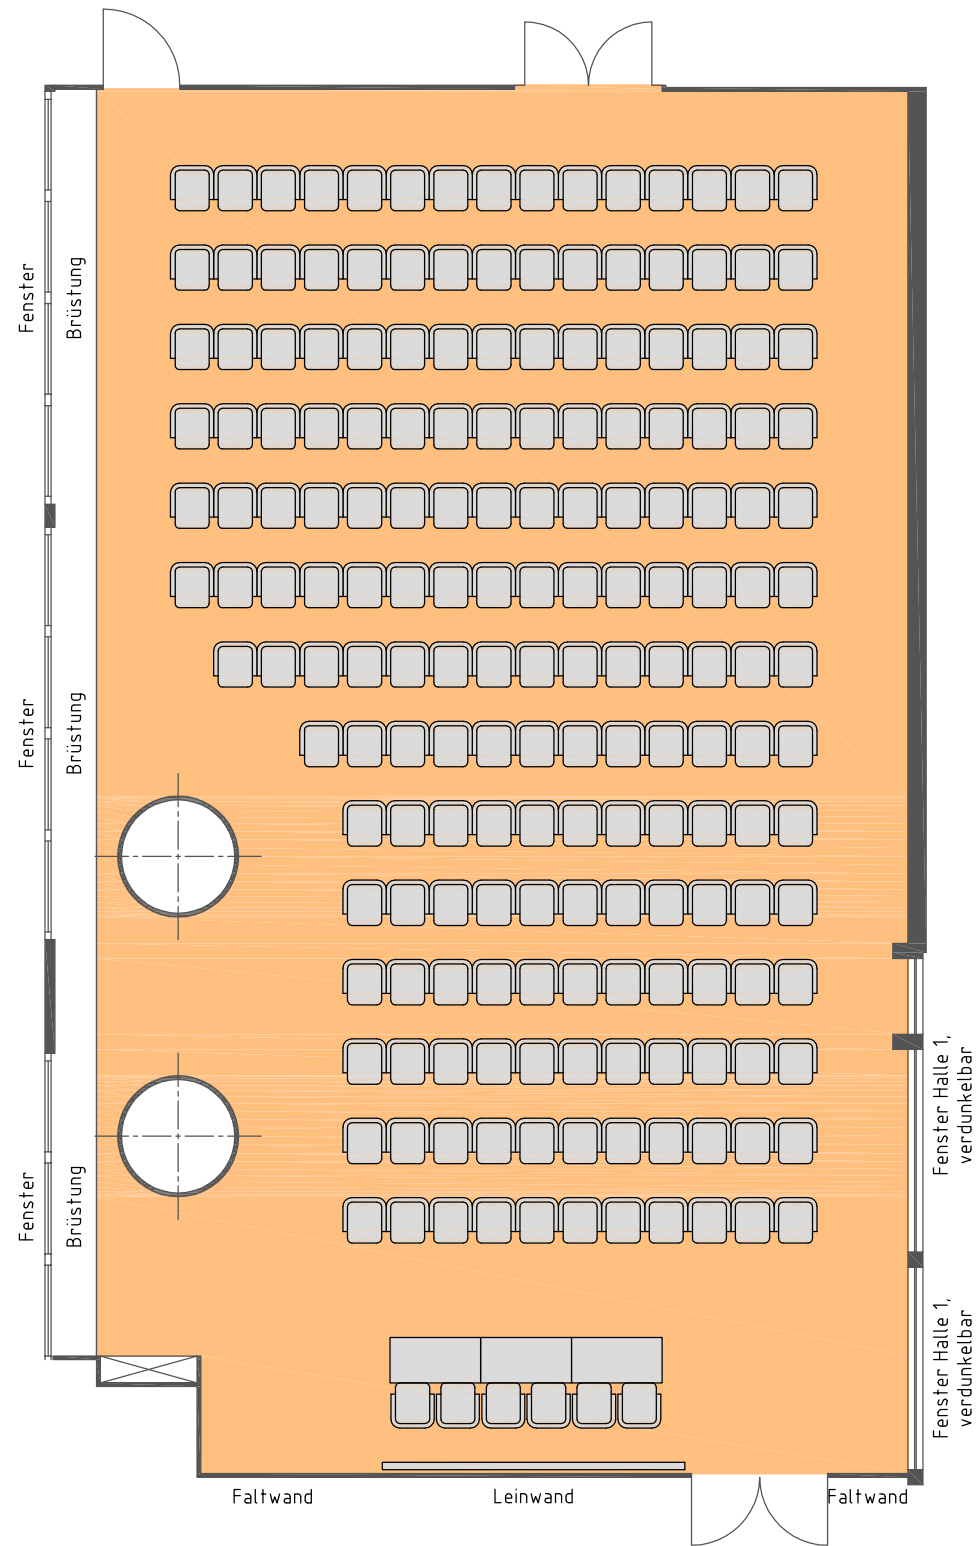 Fenster
Brüstung
Fenster
Brüstung
Fenster Halle 1,
verdunkelbar
Fenster
Brüstung
Fenster Halle 1,
verdunkelbar
Faltwand
Leinwand
Faltwand